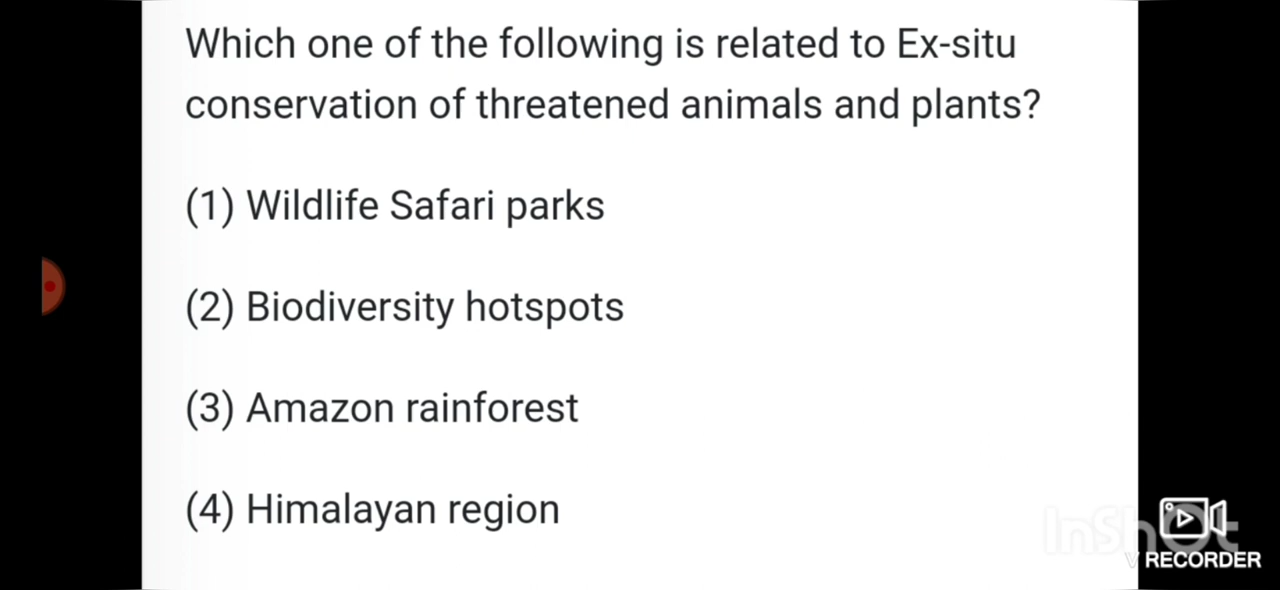 Which one of the following is related to Ex-situ
conservation of threatened animals and plants?
(1) Wildlife Safari parks
(2) Biodiversity hotspots
(3) Amazon rainforest
(4) Himalayan region
InShOt
V RECORDER